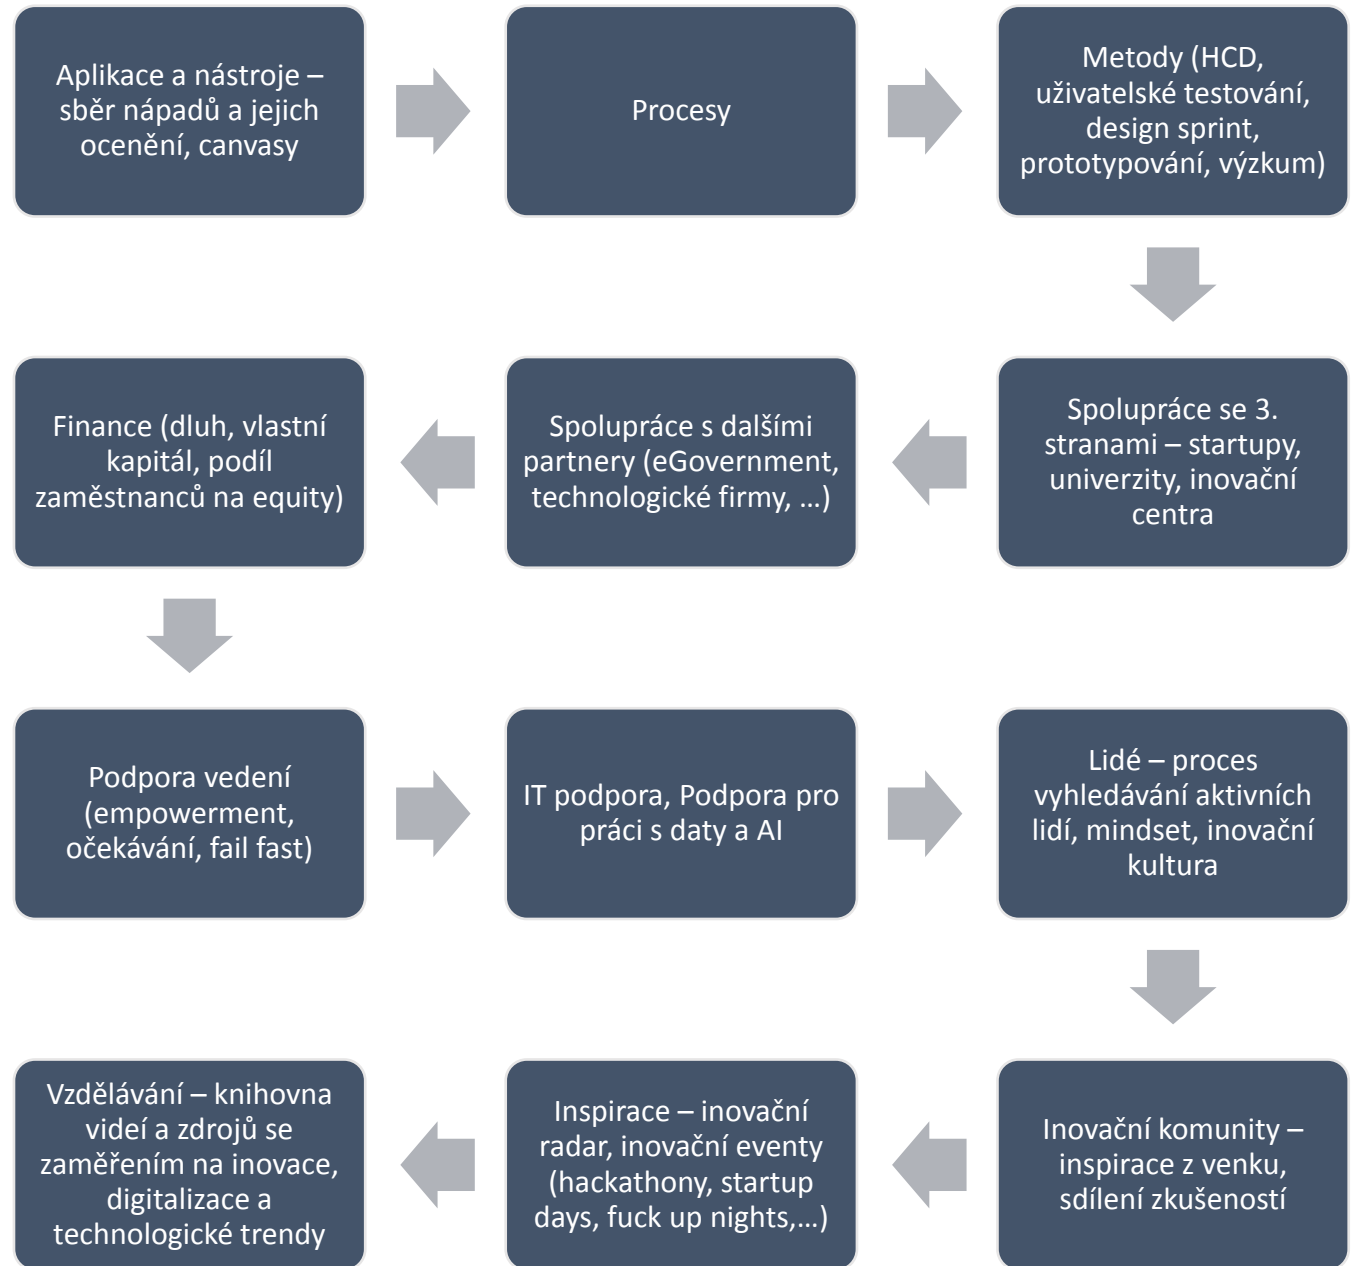 Aplikace a nástroje –
sběr nápadů a jejich
ocenění, canvasy
Procesy
Metody (HCD,
uživatelské testování,
design sprint,
prototypování, výzkum)
Spolupráce se 3.
stranami – startupy,
univerzity, inovační
centra
Spolupráce s dalšími
partnery (eGovernment,
technologické firmy, ...)
Finance (dluh, vlastní
kapitál, podíl
zaměstnanců na equity)
Podpora vedení
(empowerment,
očekávání, fail fast)
IT podpora, Podpora pro
práci s daty a AI
Lidé – proces
vyhledávání aktivních
lidí, mindset, inovační
kultura
Inovační komunity –
inspirace z venku,
sdílení zkušeností
Inspirace – inovační
radar, inovační eventy
(hackathony, startup
days, fuck up nights,...)
Vzdělávání – knihovna
videí a zdrojů se
zaměřením na inovace,
digitalizace a
technologické trendy